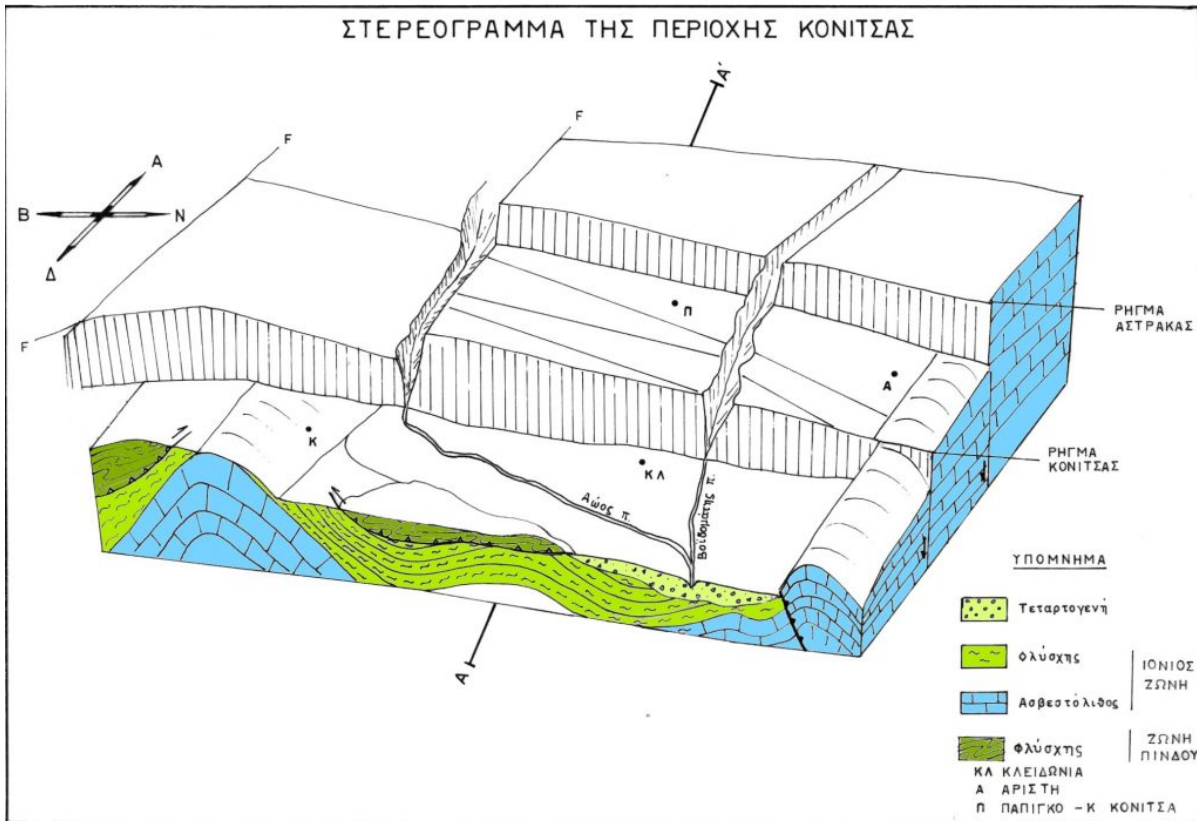 ΣΤΕΡΕΟΓΡΑΜΜΑ ΤΗΣ ΠΕΡΙΟΧΗΣ ΚΟΝΙΤΣΑΣ
Α'
F
F
Α
Β
Ν
Δ
F
Π
ΡΗΓΜΑ
ΑΣΤΡΑΚΑΣ
Α
Κ
ΚΛ
ΡΗΓΜΑ
ΚΟΝΙΤΣΑΣ
Αώος π.
Βοϊδομάτης π.
Α
ΥΠΟΜΝΗΜΑ
Τεταρτογενή
Φλύσχης
Ασβεστόλιθος
ΙΟΝΙΟΣ
ΖΩΝΗ
Φλύσχης
ΖΩΝΗ
ΠΙΝΔΟΥ
ΚΛ ΚΛΕΙΔΩΝΙΑ
Α ΑΡΙΣΤΗ
Π ΠΑΠΙΓΚΟ - Κ ΚΟΝΙΤΣΑ